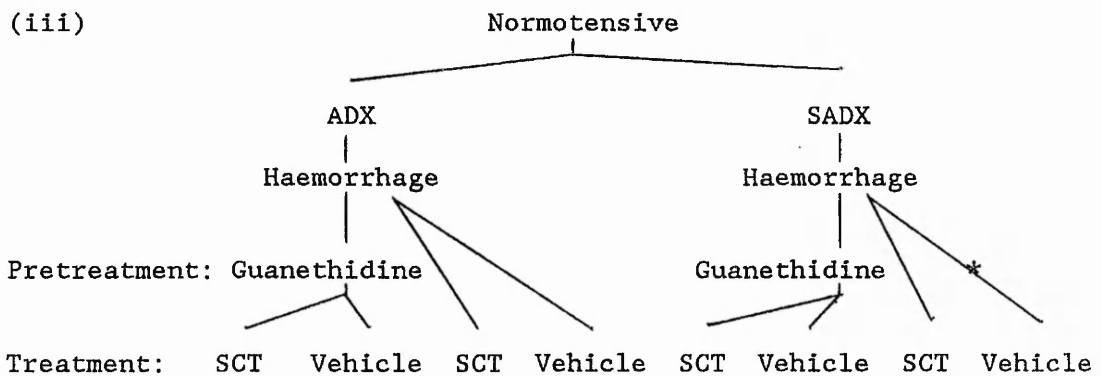 (iii) Normotensive
ADX SADX
Haemorrhage Haemorrhage
Pretreatment: Guanethidine Guanethidine
*
Treatment: SCT Vehicle SCT Vehicle SCT Vehicle SCT Vehicle